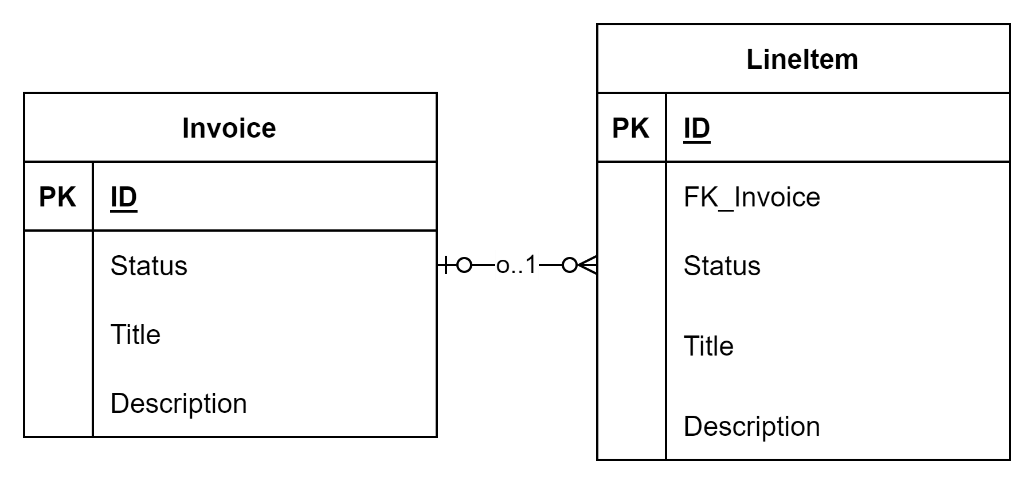 Invoice
PK ID
Status
Title
Description
o..1
LineItem
PK ID
FK_Invoice
Status
Title
Description